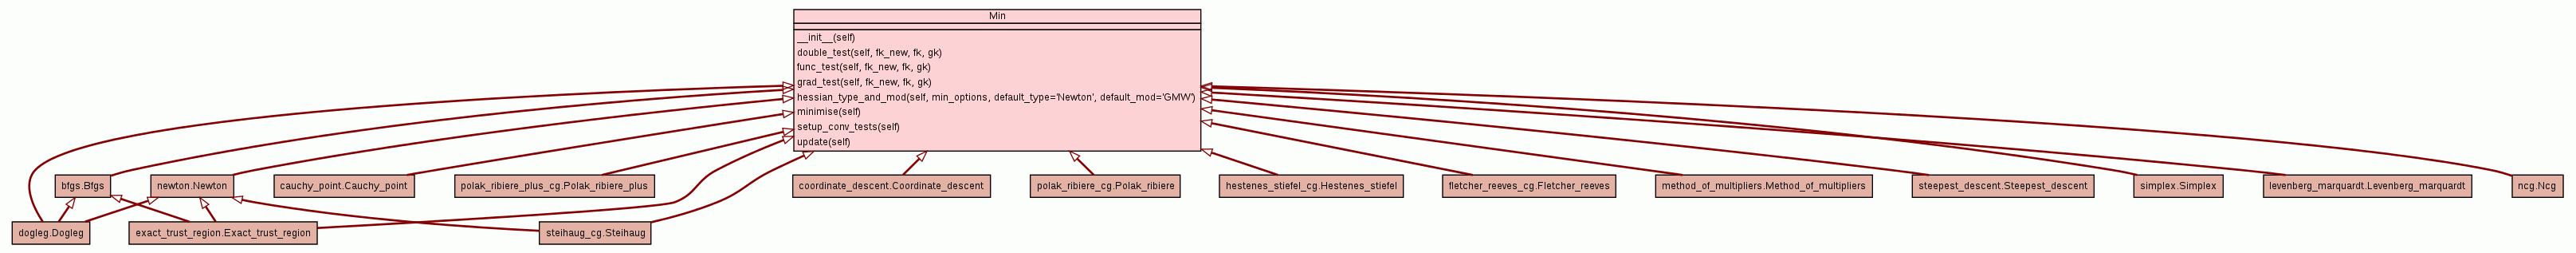 Min
__init__(self)
double_test(self, fk_new, fk, gk)
func_test(self, fk_new, fk, gk)
grad_test(self, fk_new, fk, gk)
hessian_type_and_mod(self, min_options, default_type='Newton', default_mod='GMW')
minimise(self)
setup_conv_tests(self)
update(self)
bfgs.Bfgs
newton.Newton
cauchy_point.Cauchy_point
polak_ribiere_plus_cg.Polak_ribiere_plus
coordinate_descent.Coordinate_descent
polak_ribiere_cg.Polak_ribiere
hestenes_stiefel_cg.Hestenes_stiefel
fletcher_reeves_cg.Fletcher_reeves
method_of_multipliers.Method_of_multipliers
steepest_descent.Steepest_descent
simplex.Simplex
levenberg_marquardt.Levenberg_marquardt
ncg.Ncg
dogleg.Dogleg
exact_trust_region.Exact_trust_region
steihaug_cg.Steihaug